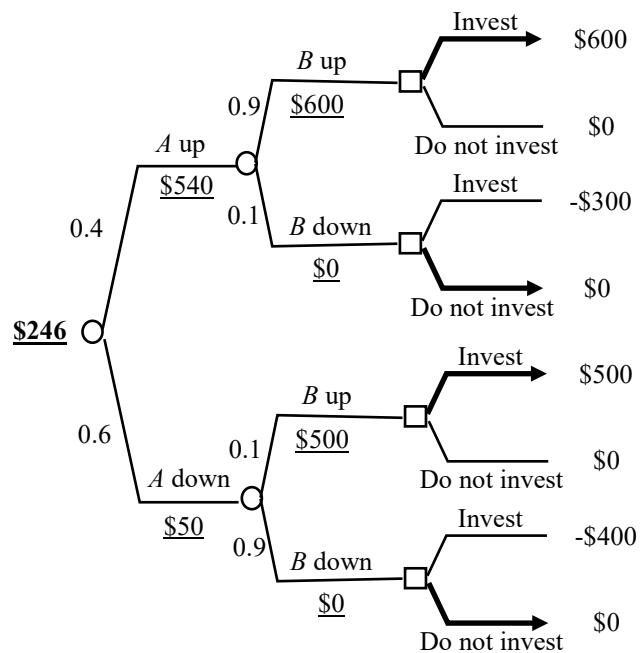 Invest
$600
B up
0.9
$600
$0
Do not invest
A up
Invest
$540
-$300
0.1
0.4
B down
$0
$0
Do not invest
$246
Invest
$500
B up
0.6
0.1
$500
$0
A down
Do not invest
Invest
$50
-$400
0.9
B down
$0
$0
Do not invest